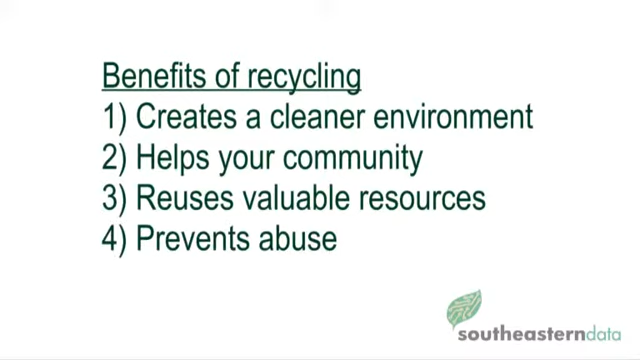 Benefits of recycling
1) Creates a cleaner environment
2) Helps your community
3) Reuses valuable resources
4) Prevents abuse
southeasterndata